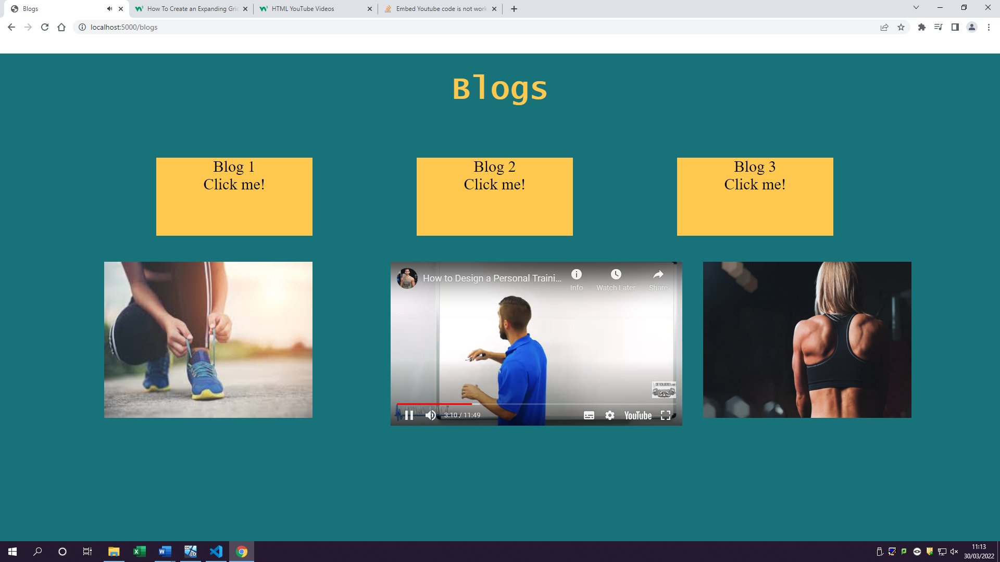 Blogs
How To Create an Expanding Gric
HTML YouTube Videos
Embed Youtube code is not work
localhost:5000/blogs
Blogs
Blog 1
Click me!
Blog 2
Click me!
Blog 3
Click me!
How to Design a Personal Traini...
Info
Watch Later
Share
3:10 / 11:49
YouTube
11:13
30/03/2022